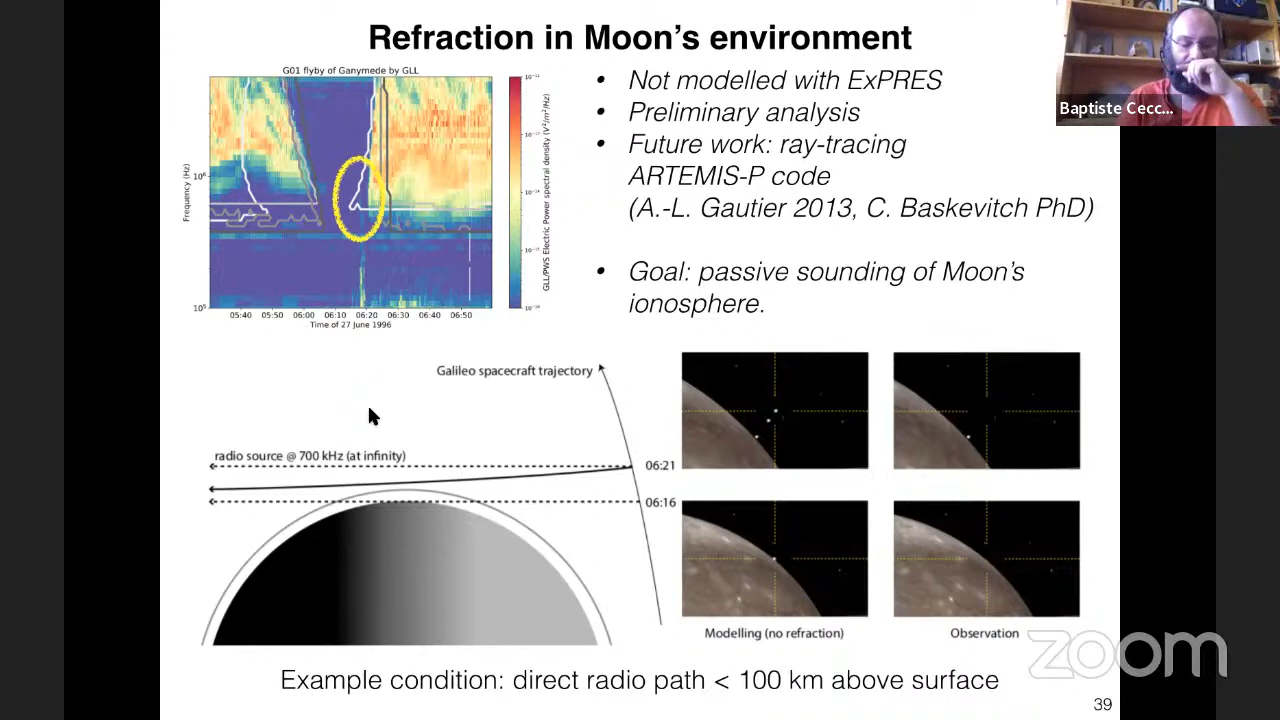 Refraction in Moon's environment
G01 flyby of Ganymede by GLL
Frequency (Hz)
10⁶
10⁵
05:40 05:50 06:00 06:10 06:20 06:30 06:40 06:50
Time of 27 June 1996
GLL/PWS Electric Power spectral density (V²/m²/Hz)
• Not modelled with ExPRES
• Preliminary analysis
• Future work: ray-tracing
ARTEMIS-P code
(A.-L. Gautier 2013, C. Baskevitch PhD)
• Goal: passive sounding of Moon's
ionosphere.
Baptiste Cecc...
Galileo spacecraft trajectory
radio source @ 700 kHz (at infinity)
06:21
06:16
Modelling (no refraction)
Observation
Example condition: direct radio path < 100 km above surface
zoom
39